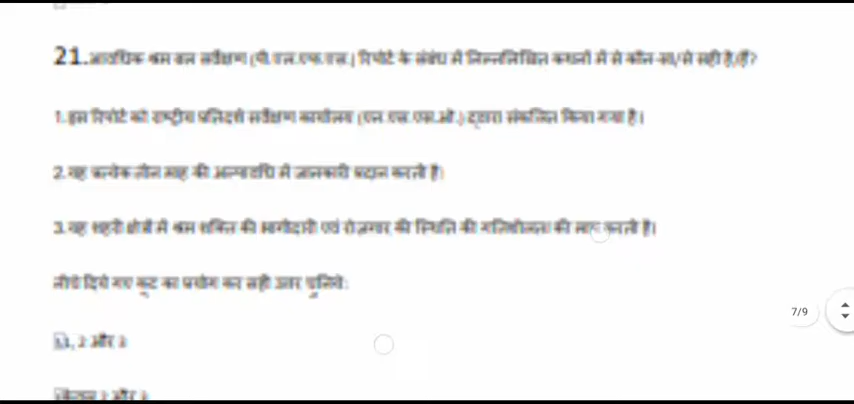 21.आवधिक श्रम बल सर्वेक्षण (पी.एल.एफ.एस.) रिपोर्ट के संबंध में निम्नलिखित कथनों में से कौन-सा/से सही है/हैं?
1. इस रिपोर्ट को राष्ट्रीय प्रतिदर्श सर्वेक्षण कार्यालय (एन.एस.एस.ओ.) द्वारा संकलित किया गया है।
2. यह प्रत्येक तीन माह की अल्पावधि में जानकारी प्रदान करती है।
3. यह शहरी क्षेत्रों में श्रम शक्ति की भागीदारी एवं रोज़गार की स्थिति की गतिशीलता की माप करती है।
नीचे दिये गए कूट का प्रयोग कर सही उत्तर चुनिये:
7/9
1, 2 और 3